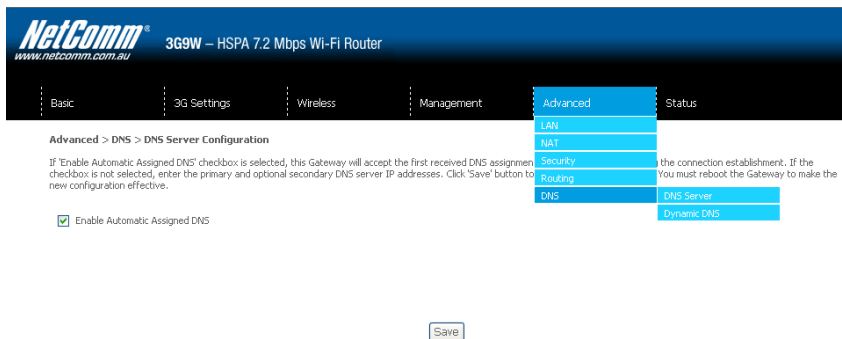 NetComm®
www.netcomm.com.au
3G9W – HSPA 7.2 Mbps Wi-Fi Router
Basic
3G Settings
Wireless
Management
Advanced
Status
LAN
NAT
Security
Routing
DNS
DNS Server
Dynamic DNS
Advanced > DNS > DNS Server Configuration
If 'Enable Automatic Assigned DNS' checkbox is selected, this Gateway will accept the first received DNS assignmen the connection establishment. If the
checkbox is not selected, enter the primary and optional secondary DNS server IP addresses. Click 'Save' button to You must reboot the Gateway to make the
new configuration effective.
Enable Automatic Assigned DNS
Save